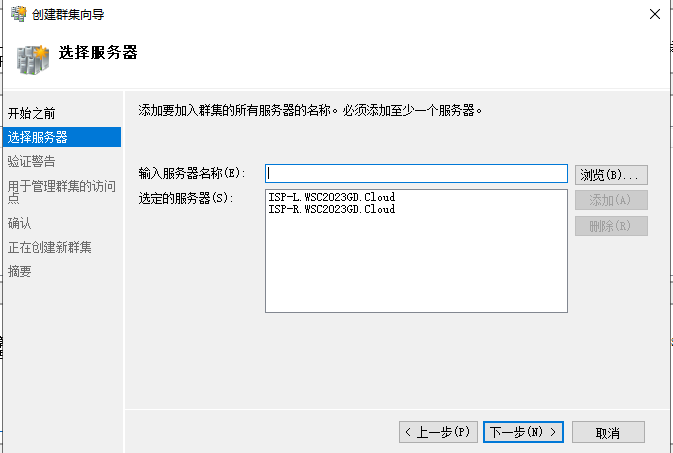 创建群集向导
选择服务器
开始之前
选择服务器
验证警告
用于管理群集的访问
点
确认
正在创建新群集
摘要
添加要加入群集的所有服务器的名称。必须添加至少一个服务器。
输入服务器名称(E):
浏览(B)...
选定的服务器(S):
ISP-L.WSC2023GD.Cloud
ISP-R.WSC2023GD.Cloud
添加(A)
删除(R)
< 上一步(P)
下一步(N) >
取消